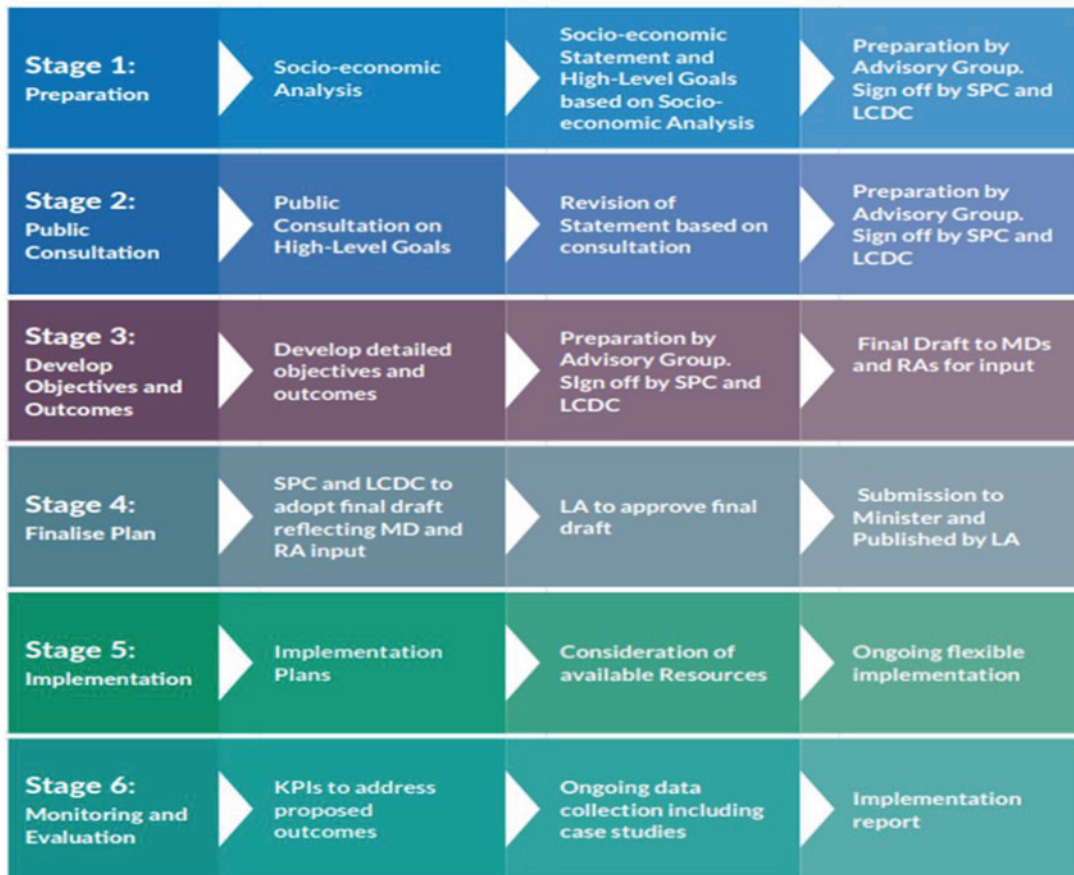 Stage 1:
Preparation
Socio-economic
Analysis
Socio-economic
Statement and
High-Level Goals
based on Socio-
economic Analysis
Preparation by
Advisory Group.
Sign off by SPC and
LCDC
Stage 2:
Public
Consultation
Public
Consultation on
High-Level Goals
Revision of
Statement based on
consultation
Preparation by
Advisory Group.
Sign off by SPC and
LCDC
Stage 3:
Develop
Objectives and
Outcomes
Develop detailed
objectives and
outcomes
Preparation by
Advisory Group.
SIgn off by SPC and
LCDC
Final Draft to MDs
and RAs for input
Stage 4:
Finalise Plan
SPC and LCDC to
adopt final draft
reflecting MD and
RA input
LA to approve final
draft
Submission to
Minister and
Published by LA
Stage 5:
Implementation
Implementation
Plans
Consideration of
available Resources
Ongoing flexible
implementation
Stage 6:
Monitoring and
Evaluation
KPIs to address
proposed
outcomes
Ongoing data
collection including
case studies
Implementation
report